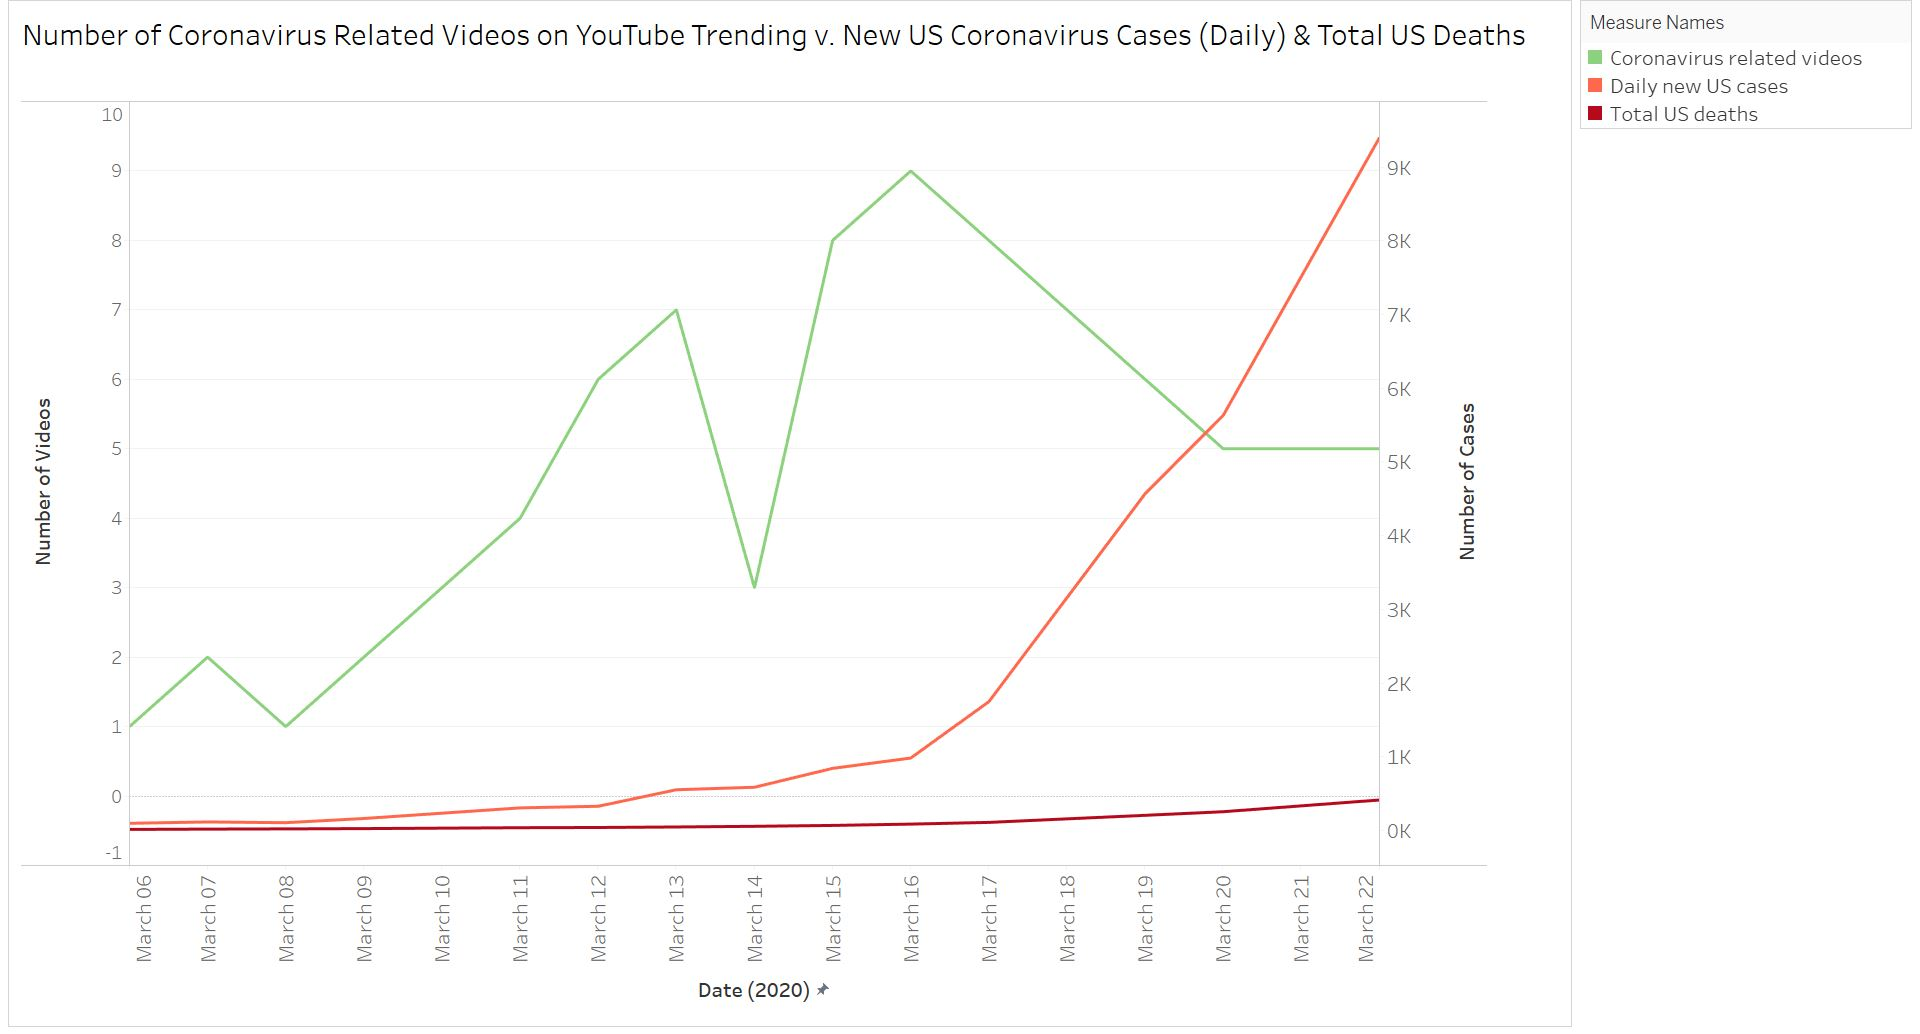 Number of Coronavirus Related Videos on YouTube Trending v. New US Coronavirus Cases (Daily) & Total US Deaths
Measure Names
Coronavirus related videos
Daily new US cases
Total US deaths
Number of Videos
10
9
8
7
6
5
4
3
2
1
0
-1
9K
8K
7K
6K
5K
4K
3K
2K
1K
0K
Number of Cases
March 06
March 07
March 08
March 09
March 10
March 11
March 12
March 13
March 14
March 15
March 16
March 17
March 18
March 19
March 20
March 21
March 22
Date (2020)